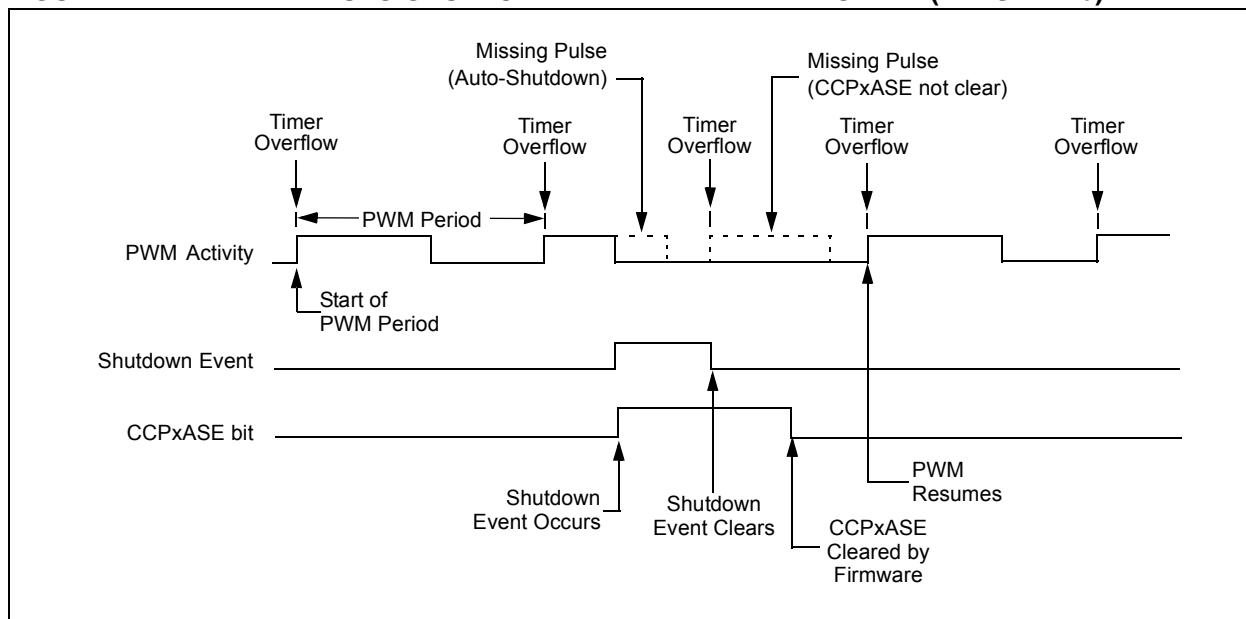 Missing Pulse
(Auto-Shutdown)
Missing Pulse
(CCPxASE not clear)
Timer
Overflow
Timer
Overflow
Timer
Overflow
Timer
Overflow
Timer
Overflow
PWM Period
PWM Activity
Start of
PWM Period
Shutdown Event
CCPxASE bit
Shutdown
Event Occurs
Shutdown
Event Clears
CCPxASE
Cleared by
Firmware
PWM
Resumes